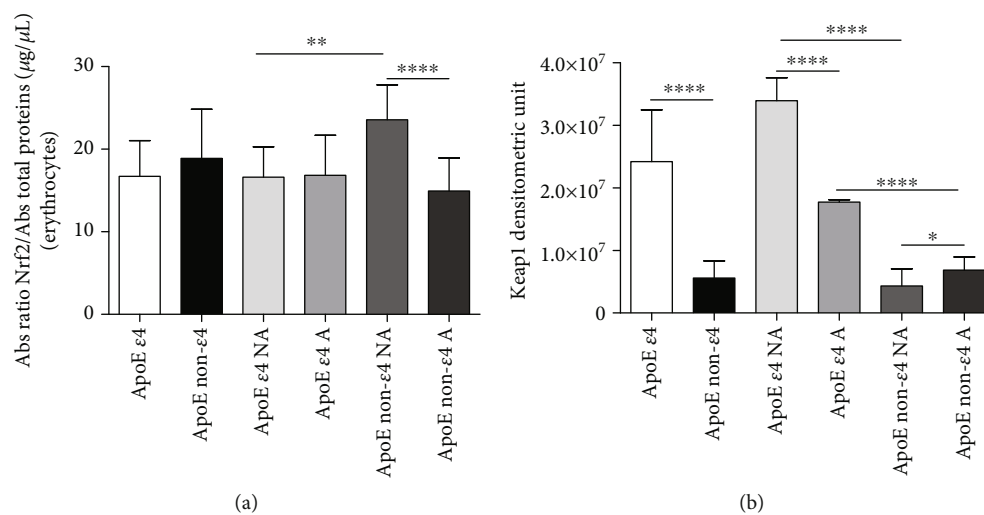 Abs ratio Nrf2/Abs total proteins (μg/μL)
(erythrocytes)
30
20
10
0
**
****
ApoE ε4
ApoE non-ε4
ApoE ε4 NA
ApoE ε4 A
ApoE non-ε4 NA
ApoE non-ε4 A
(a)
Keap1 densitometric unit
4.0×10⁷
3.0×10⁷
2.0×10⁷
1.0×10⁷
0
****
****
****
****
*
ApoE ε4
ApoE non-ε4
ApoE ε4 NA
ApoE ε4 A
ApoE non-ε4 NA
ApoE non-ε4 A
(b)